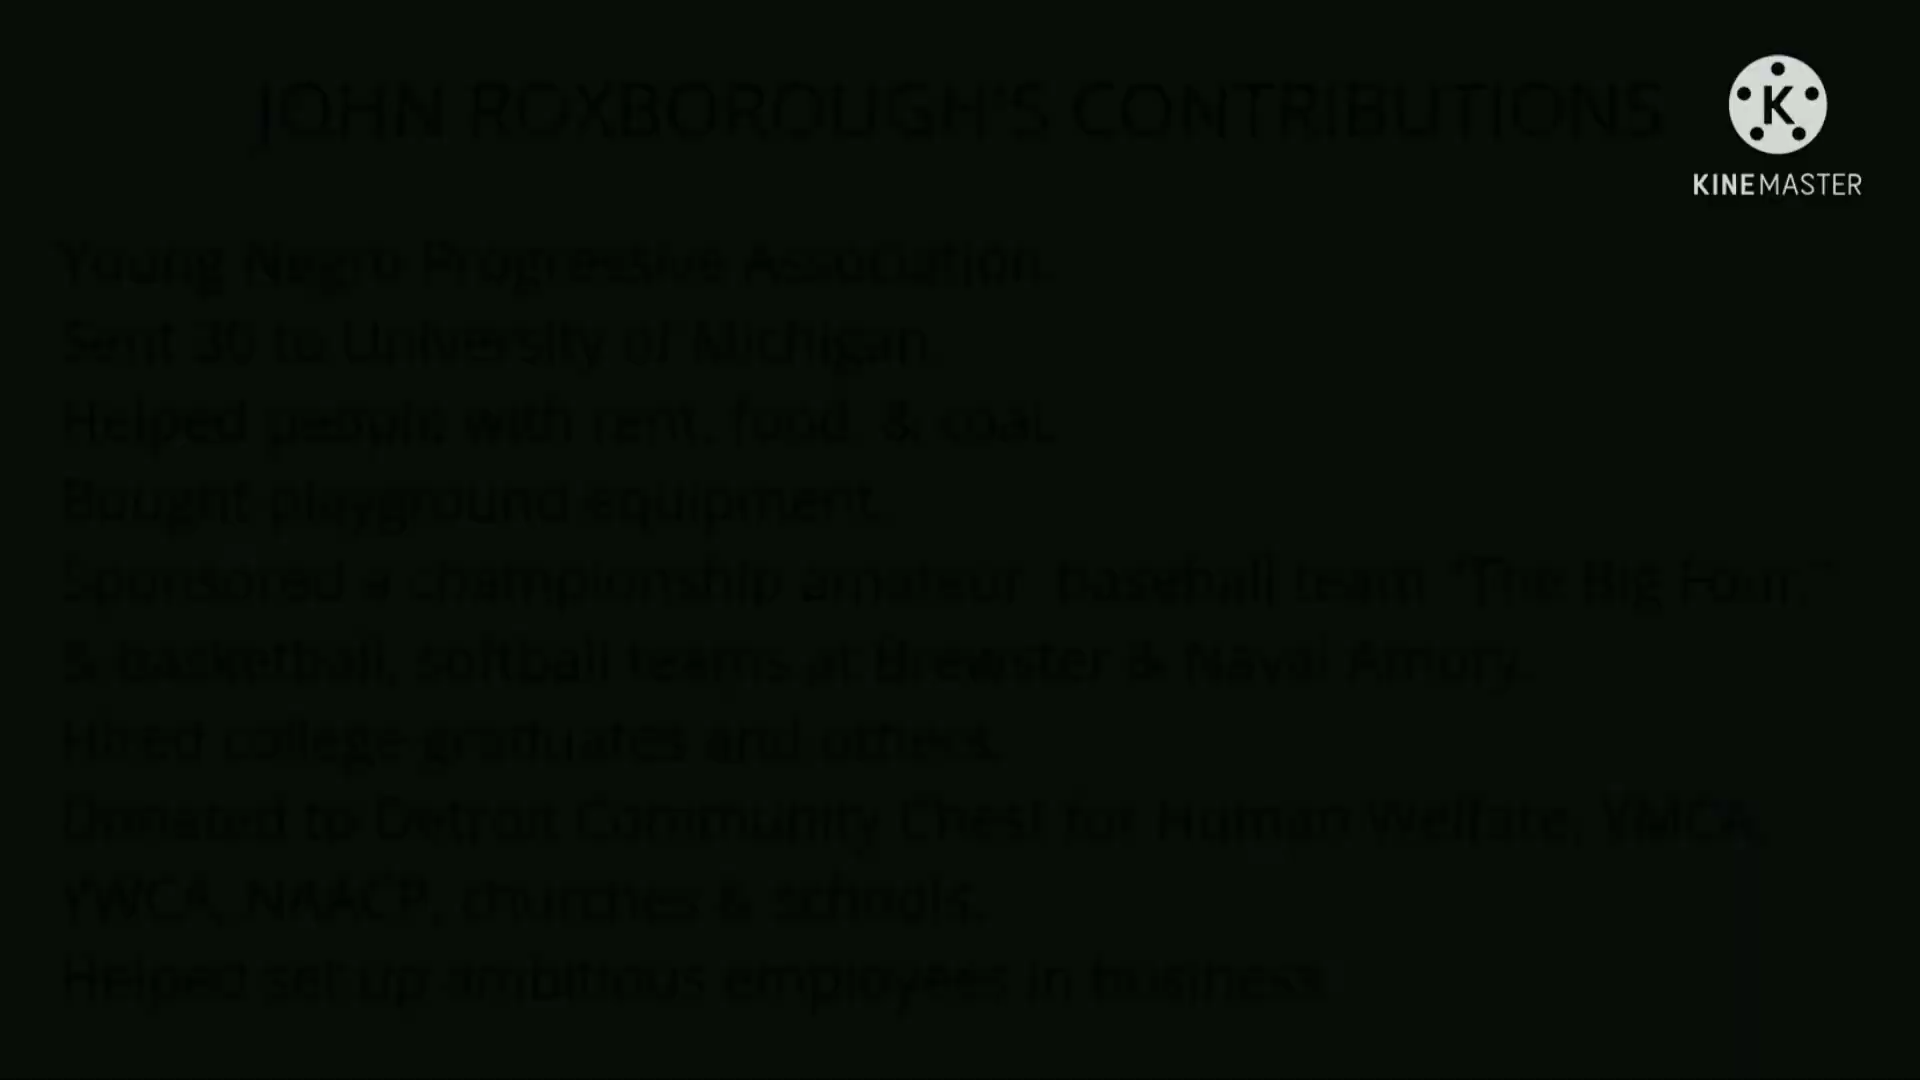 JOHN ROXBOROUGH'S CONTRIBUTIONS
K
KINEMASTER
Young Negro Progressive Association.
Sent 30 to University of Michigan.
Helped people with rent, food, & coal.
Bought playground equipment.
Sponsored a championship amateur baseball team "The Big Four,"
& basketball, softball teams at Brewster & Naval
Hired college graduates and others.
Donated to Detroit Community Chest for Human Welfare, YMCA,
YWCA, NAACP, churches & schools.
Helped set up ambitious employees in business.